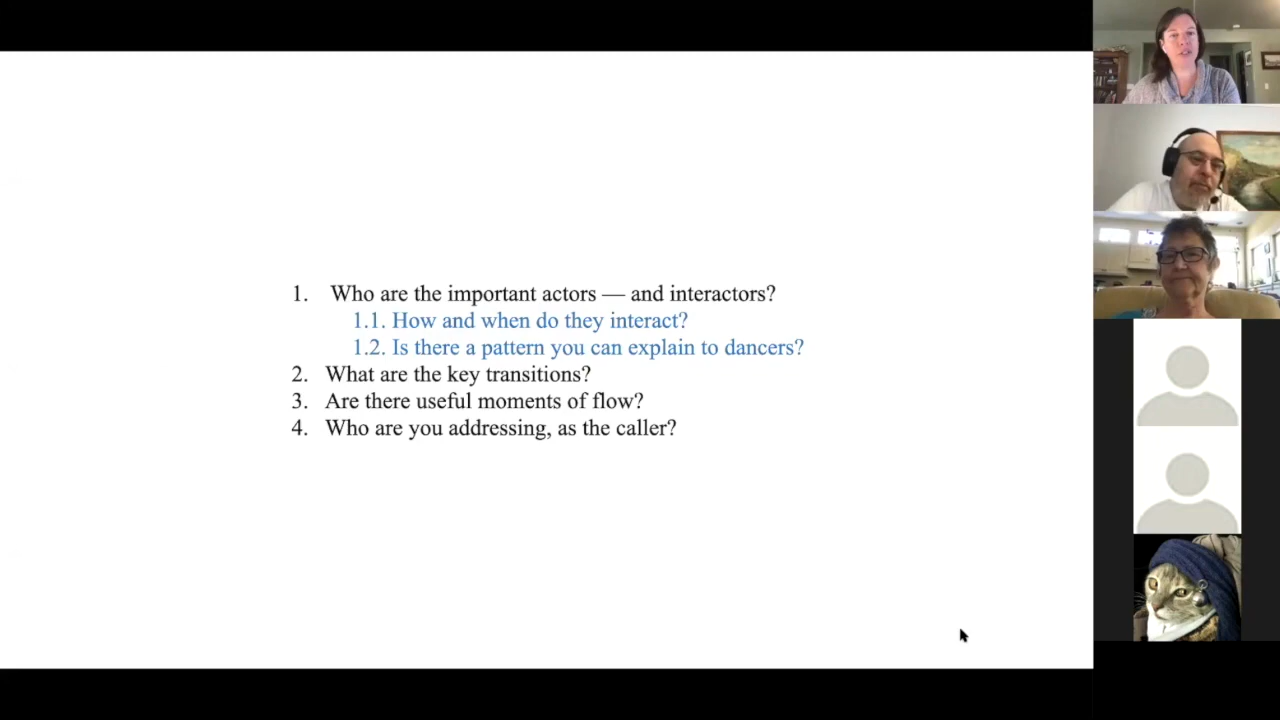 1. Who are the important actors — and interactors?
1.1. How and when do they interact?
1.2. Is there a pattern you can explain to dancers?
2. What are the key transitions?
3. Are there useful moments of flow?
4. Who are you addressing, as the caller?